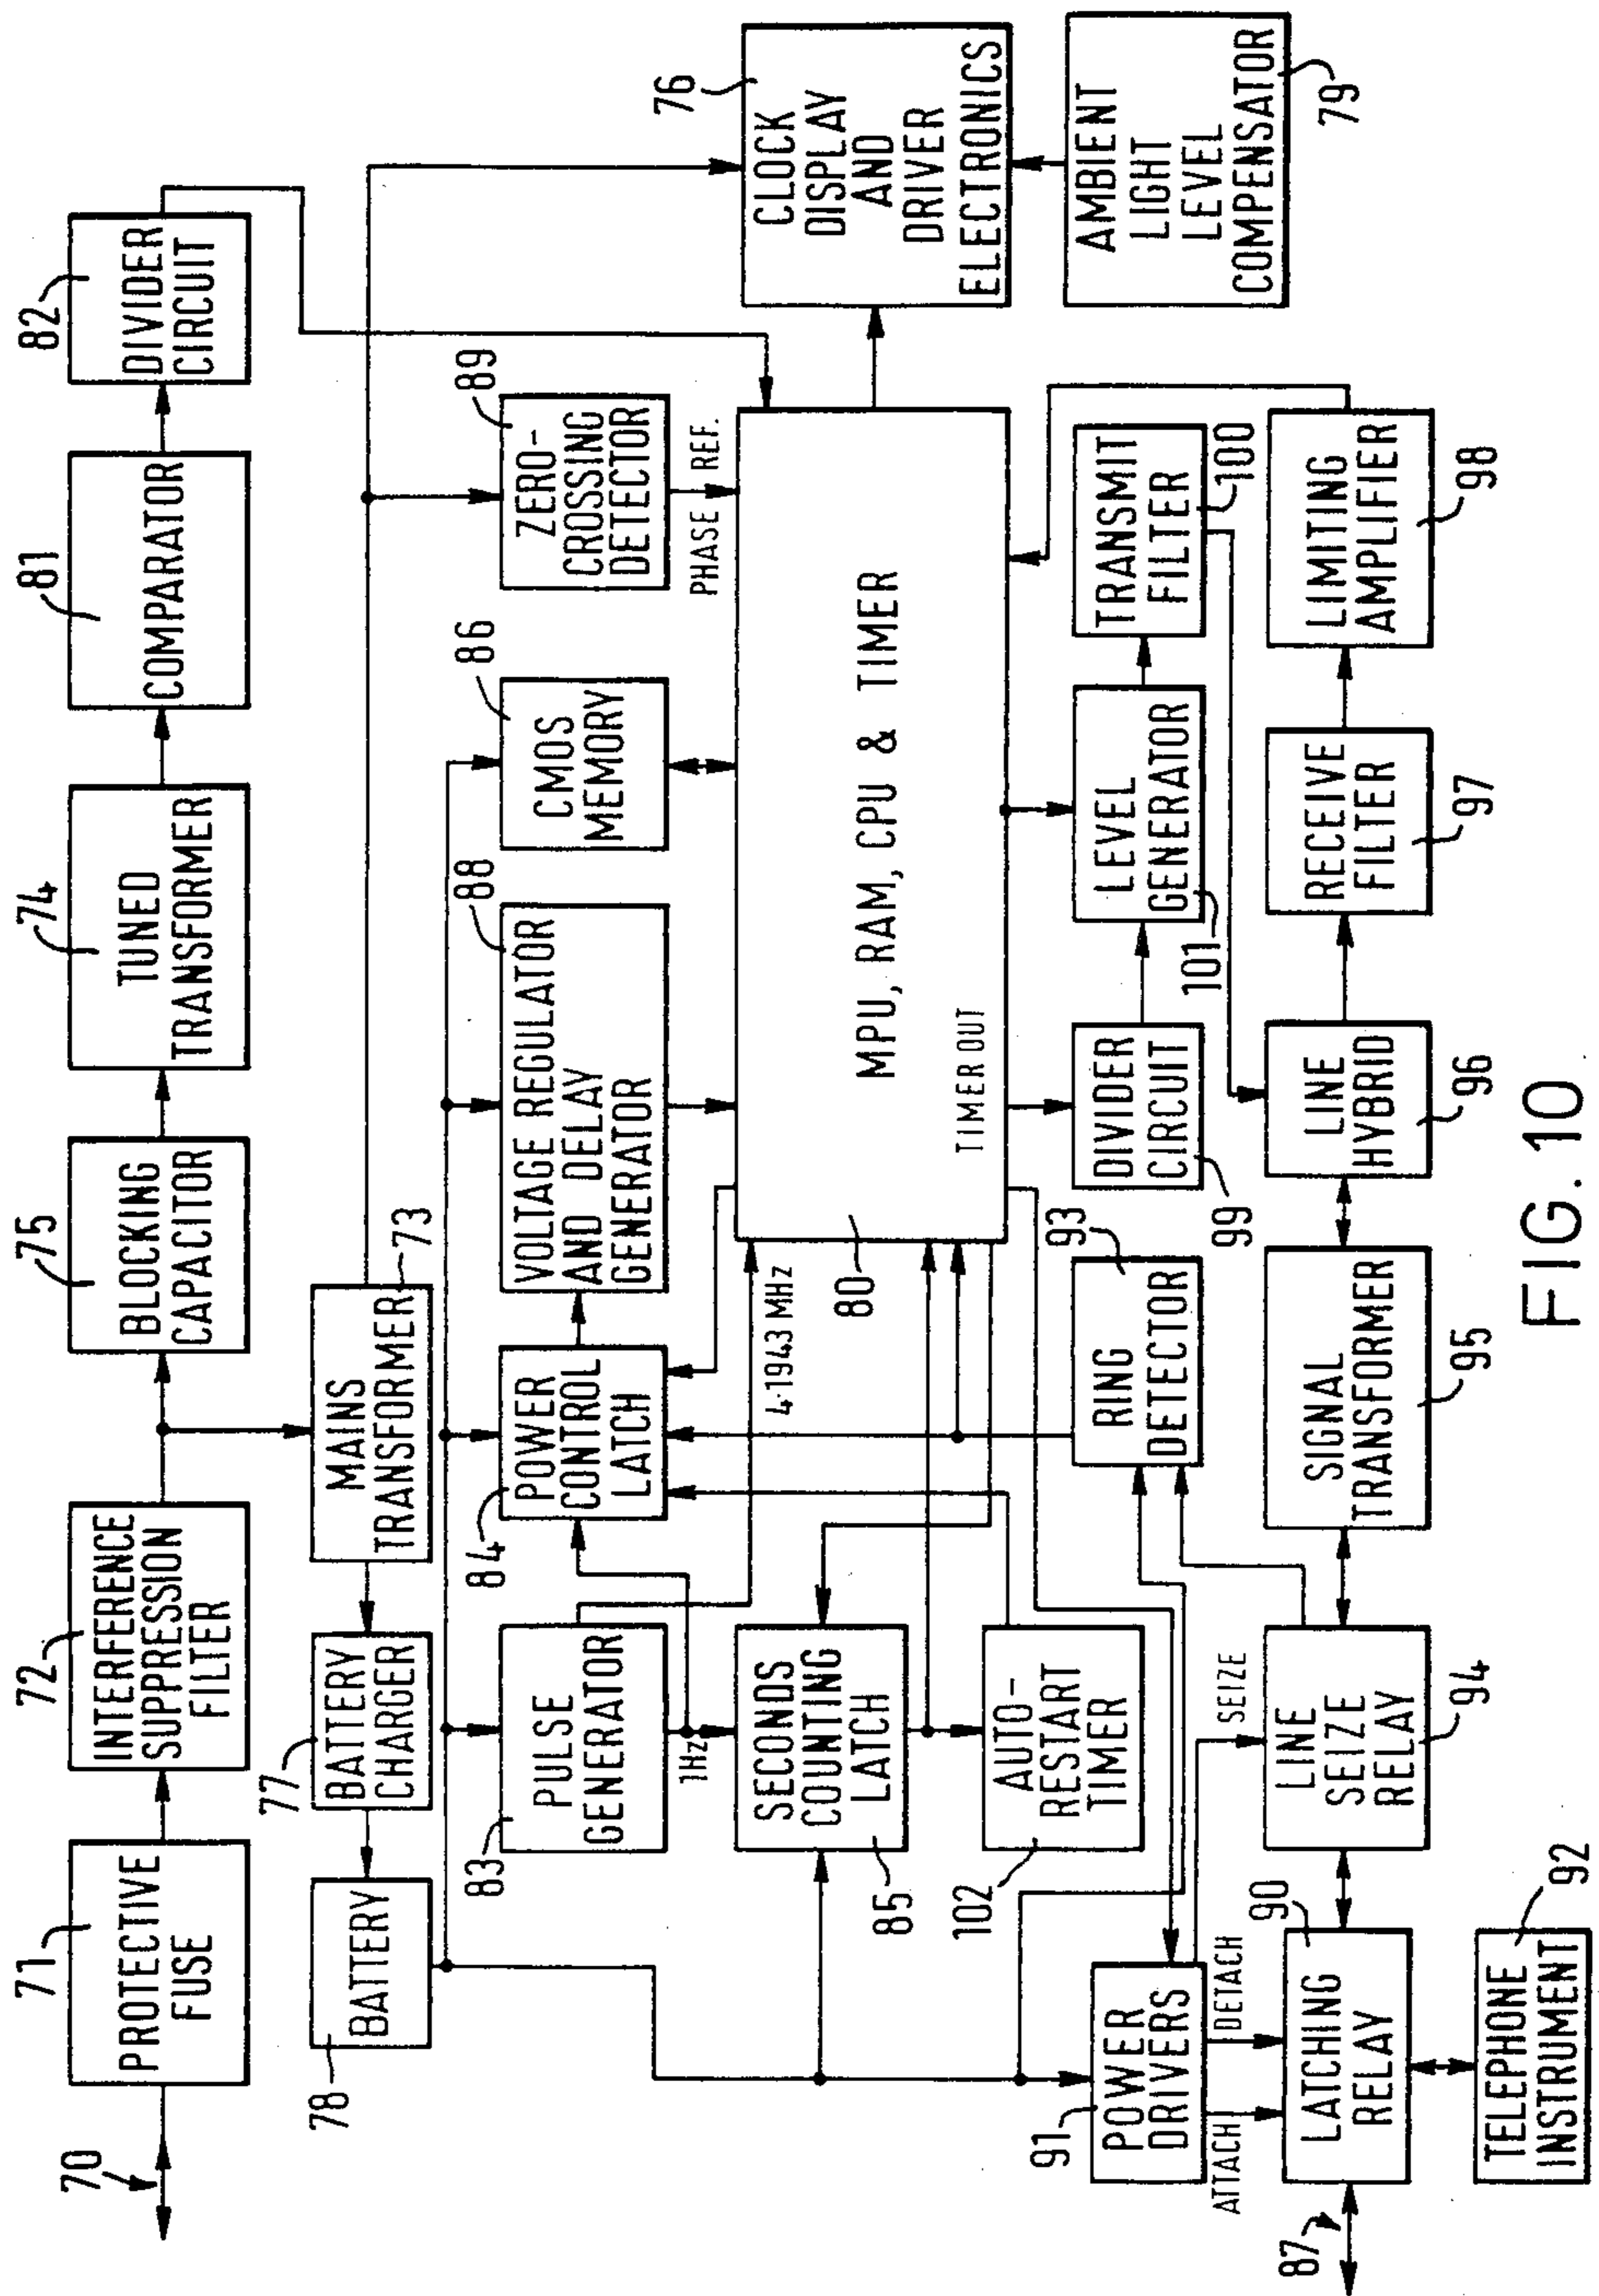 70
71
PROTECTIVE
FUSE
72
INTERFERENCE
SUPPRESSION
FILTER
75
BLOCKING
CAPACITOR
74
TUNED
TRANSFORMER
81
COMPARATOR
82
DIVIDER
CIRCUIT
78
BATTERY
77
BATTERY
CHARGER
MAINS
TRANSFORMER
73
83
PULSE
GENERATOR
84
POWER
CONTROL
LATCH
88
VOLTAGE REGULATOR
AND DELAY
GENERATOR
86
CMOS
MEMORY
89
ZERO-
CROSSING
DETECTOR
PHASE REF.
76
CLOCK
DISPLAY
AND
DRIVER
ELECTRONICS
1Hz
4·1943 MHz
SECONDS
COUNTING
LATCH
85
80
MPU, RAM, CPU & TIMER
TIMER OUT
AMBIENT
LIGHT
LEVEL
COMPENSATOR
79
102
AUTO-
RESTART
TIMER
93
RING
DETECTOR
DIVIDER
CIRCUIT
99
LEVEL
GENERATOR
101
TRANSMIT
FILTER
100
91
POWER
DRIVERS
ATTACH
DETACH
SEIZE
87
90
LATCHING
RELAY
LINE
SEIZE
RELAY
94
SIGNAL
TRANSFORMER
95
LINE
HYBRID
96
RECEIVE
FILTER
97
LIMITING
AMPLIFIER
98
92
TELEPHONE
INSTRUMENT
FIG. 10